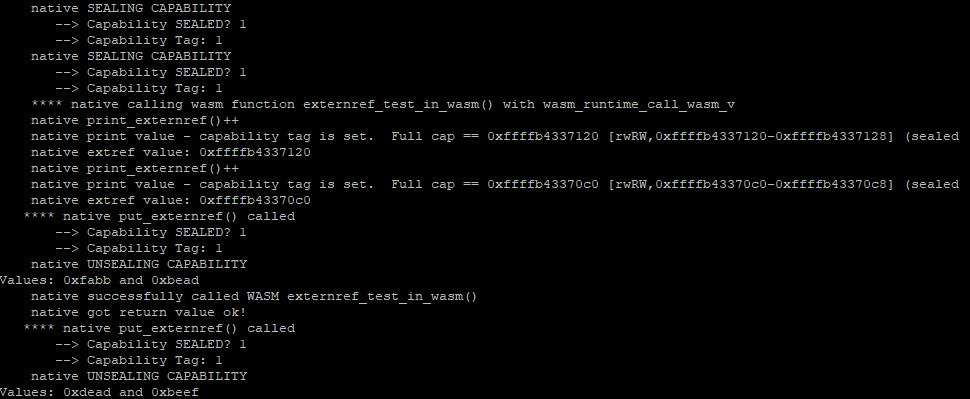 native SEALING CAPABILITY
--> Capability SEALED? 1
--> Capability Tag: 1
native SEALING CAPABILITY
--> Capability SEALED? 1
--> Capability Tag: 1
**** native calling wasm function externref_test_in_wasm() with wasm_runtime_call_wasm_v
native print_externref()++
native print value - capability tag is set.  Full cap == 0xffffb4337120 [rwRW,0xffffb4337120-0xffffb4337128] (sealed
native extref value: 0xffffb4337120
native print_externref()++
native print value - capability tag is set.  Full cap == 0xffffb43370c0 [rwRW,0xffffb43370c0-0xffffb43370c8] (sealed
native extref value: 0xffffb43370c0
**** native put_externref() called
--> Capability SEALED? 1
--> Capability Tag: 1
native UNSEALING CAPABILITY
Values: 0xfabb and 0xbead
native successfully called WASM externref_test_in_wasm()
native got return value ok!
**** native put_externref() called
--> Capability SEALED? 1
--> Capability Tag: 1
native UNSEALING CAPABILITY
Values: 0xdead and 0xbeef